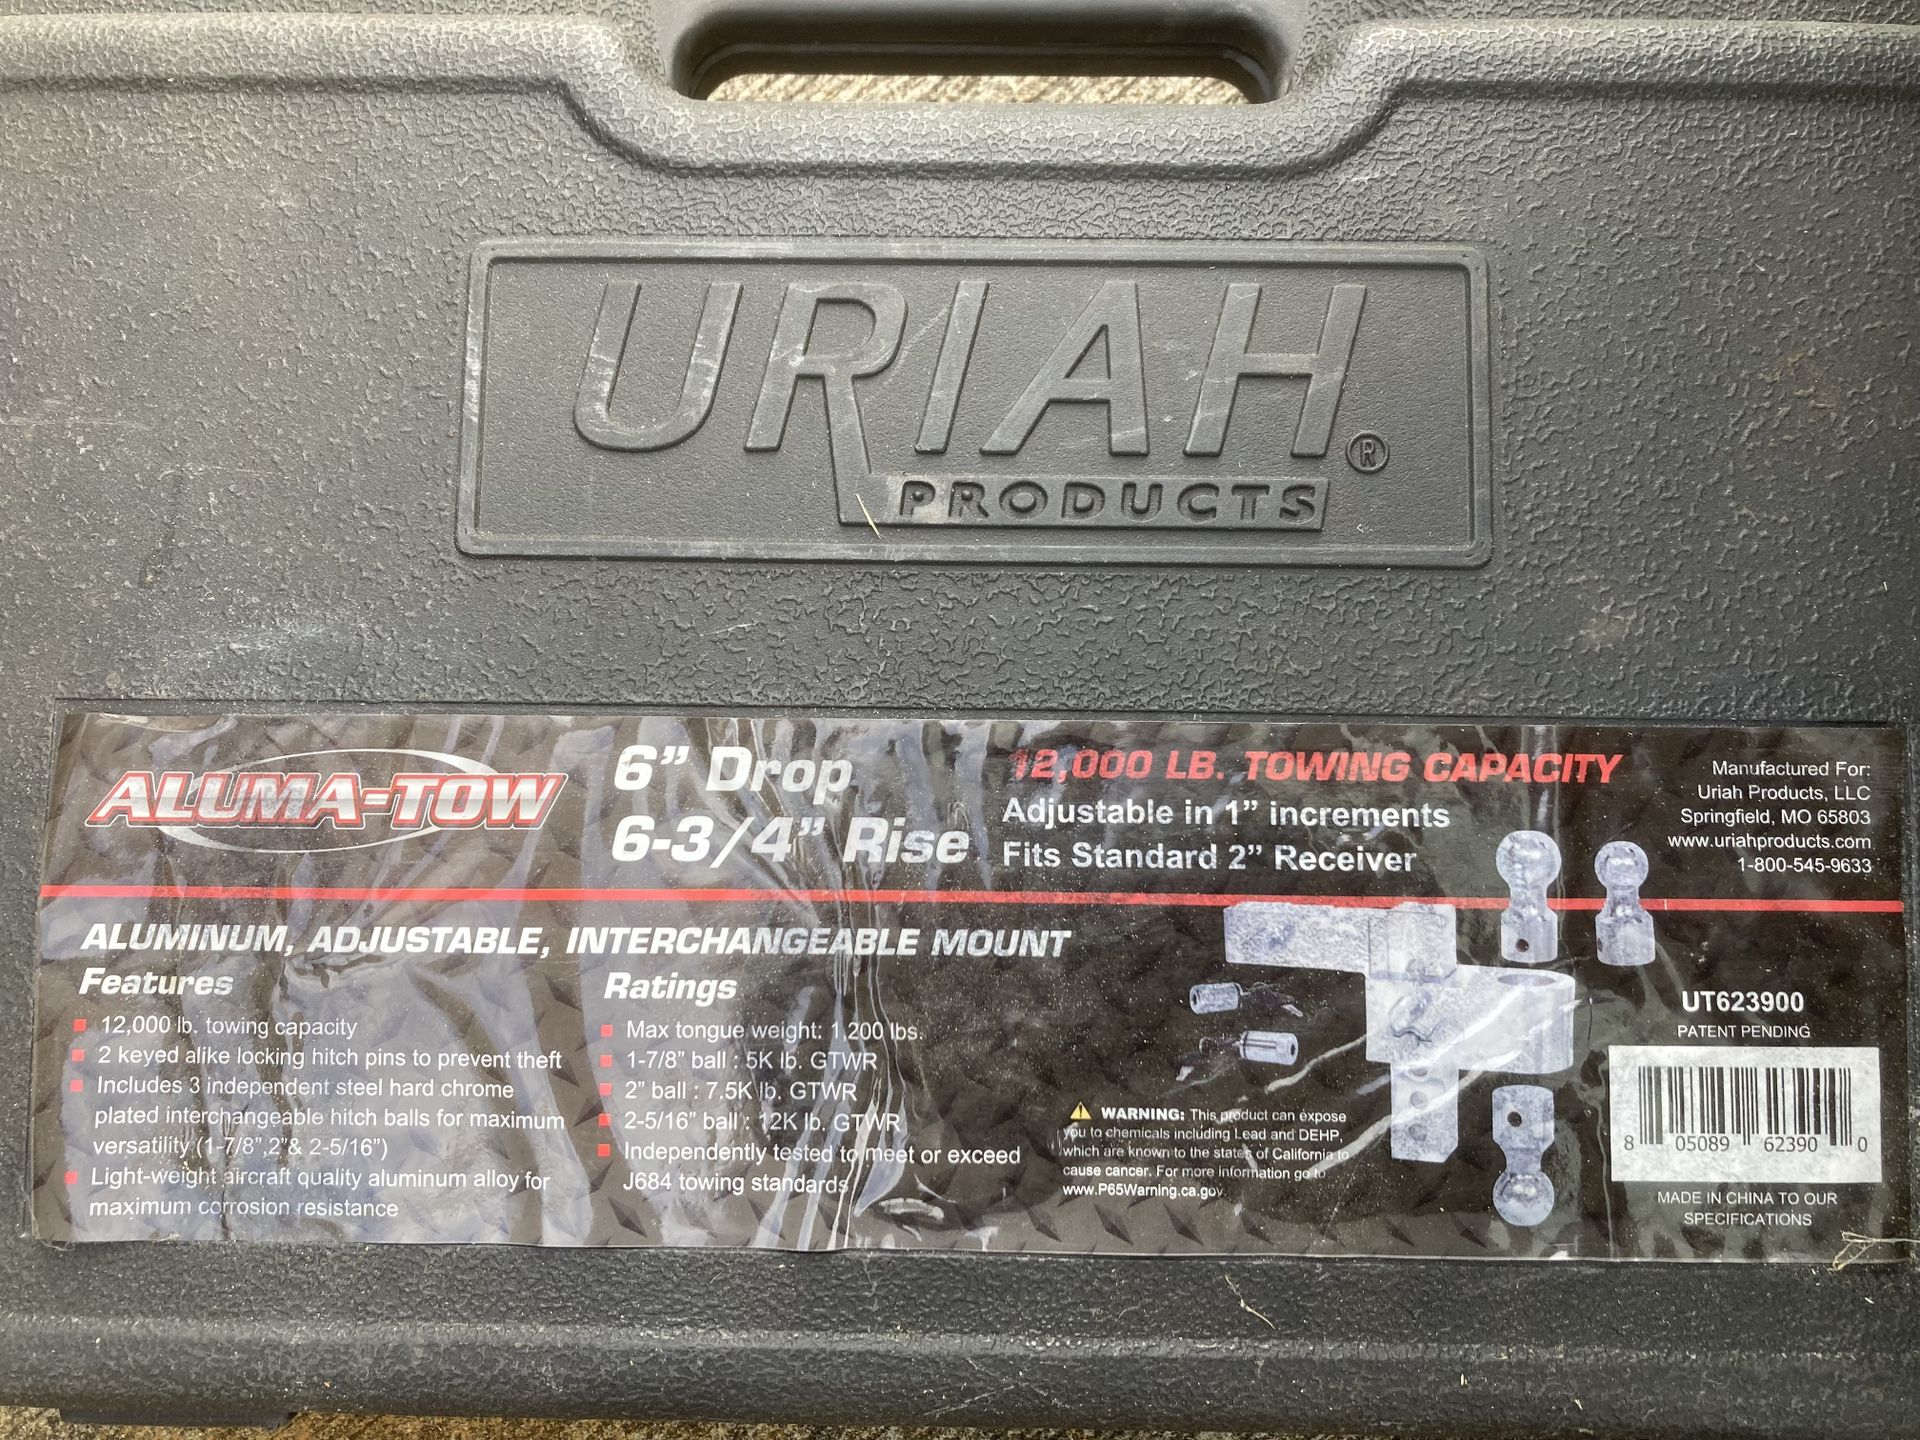 URIAH®
PRODUCTS
ALUMA-TOW
6” Drop
6-3/4” Rise
12,000 LB. TOWING CAPACITY
Adjustable in 1” increments
Fits Standard 2” Receiver
Manufactured For:
Uriah Products, LLC
Springfield, MO 65803
www.uriahproducts.com
1-800-545-9633
ALUMINUM, ADJUSTABLE, INTERCHANGEABLE MOUNT
Features
12,000 lb. towing capacity
2 keyed alike locking hitch pins to prevent theft
Includes 3 independent steel hard chrome
plated interchangeable hitch balls for maximum
versatility (1-7/8”,2”& 2-5/16”)
Light-weight aircraft quality aluminum alloy for
maximum corrosion resistance
Ratings
Max tongue weight: 1,200 lbs.
1-7/8” ball : 5K lb. GTWR
2” ball : 7.5K lb. GTWR
2-5/16” ball : 12K lb. GTWR
Independently tested to meet or exceed
J684 towing standards
WARNING: This product can expose
you to chemicals including Lead and DEHP,
which are known to the states of California to
cause cancer. For more information go to
www.P65Warning.ca.gov
UT623900
PATENT PENDING
8 05089 62390 0
MADE IN CHINA TO OUR
SPECIFICATIONS